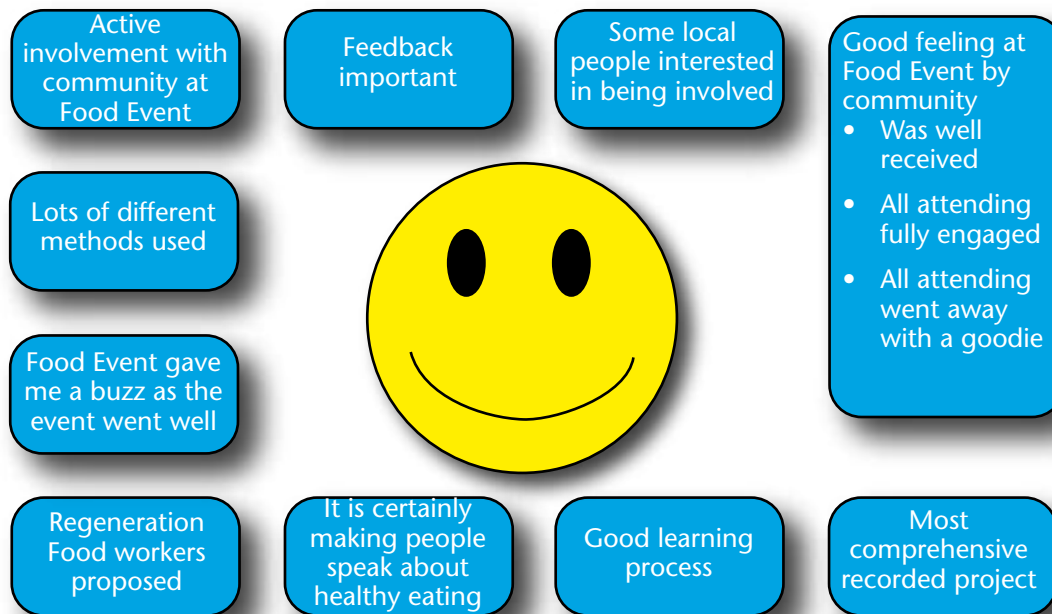 Active
involvement with
community at
Food Event
Feedback
important
Some local
people interested
in being involved
Good feeling at
Food Event by
community
• Was well
received
• All attending
fully engaged
• All attending
went away
with a goodie
Lots of different
methods used
Food Event gave
me a buzz as the
event went well
Regeneration
Food workers
proposed
It is certainly
making people
speak about
healthy eating
Good learning
process
Most
comprehensive
recorded project